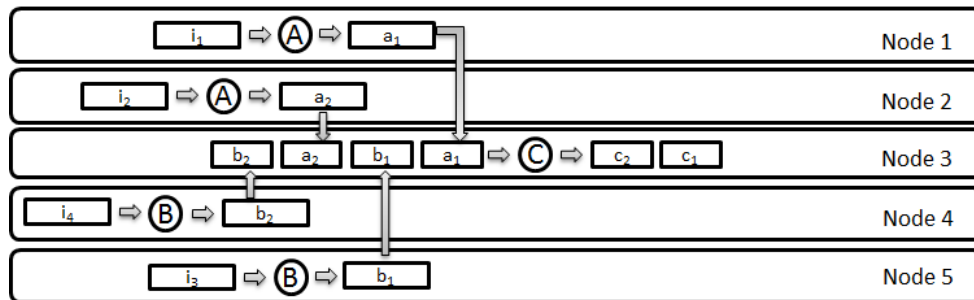 i₁ A a₁ Node 1
i₂ A a₂ Node 2
b₂ a₂ b₁ a₁ C c₂ c₁ Node 3
i₄ B b₂ Node 4
i₃ B b₁ Node 5